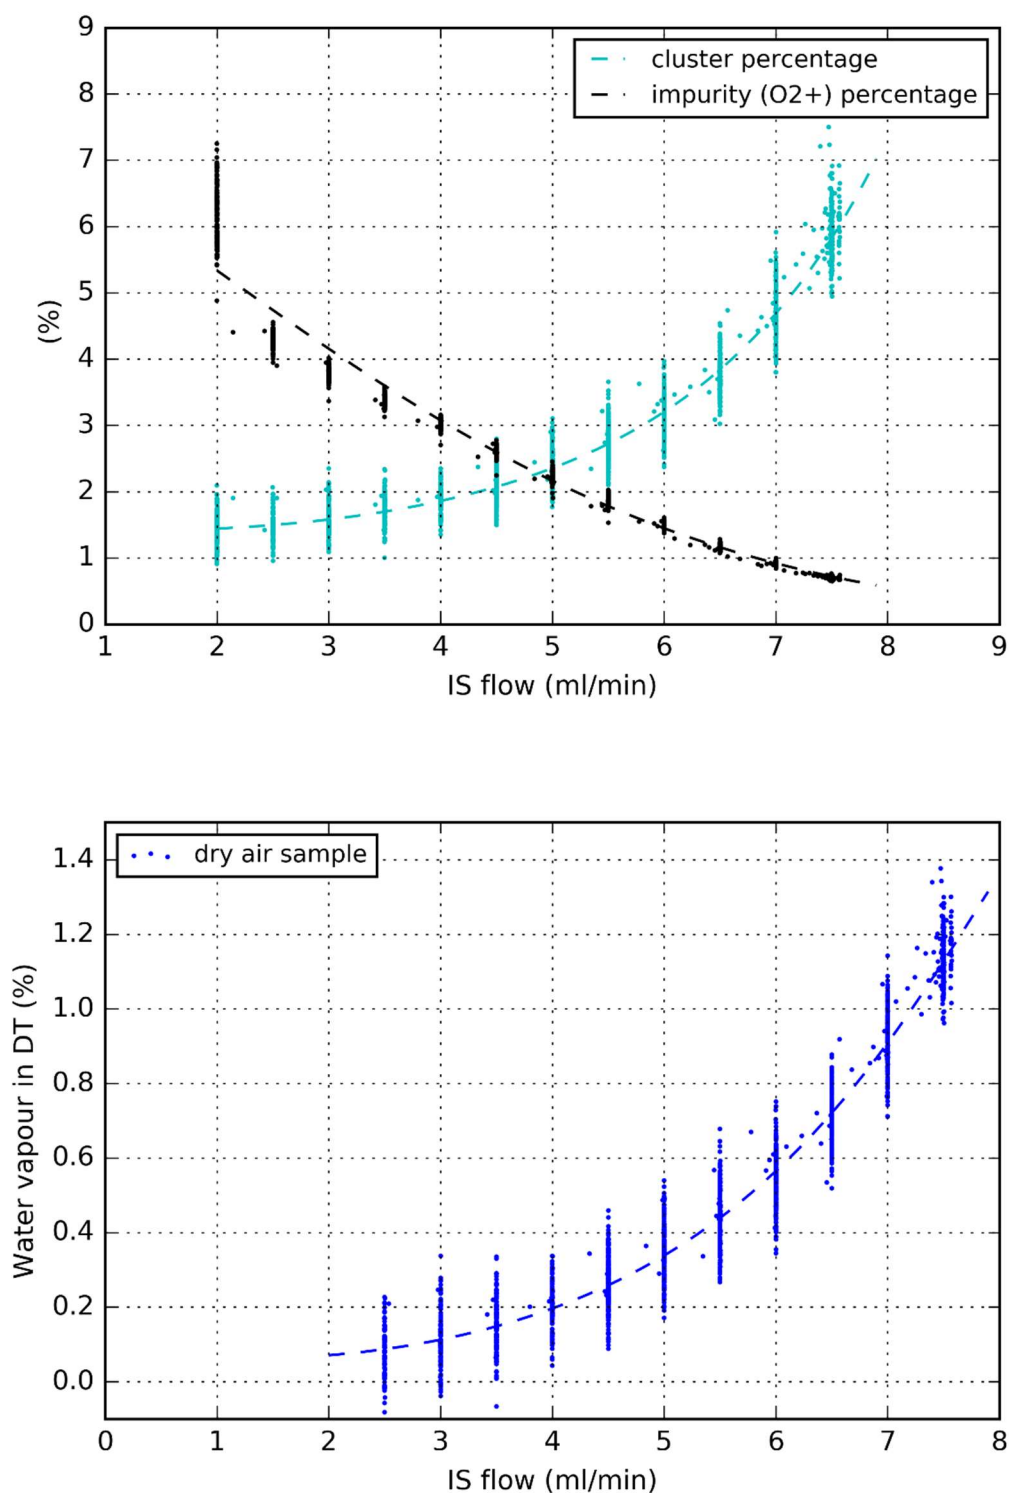 9
8
7
6
5
4
3
2
1
0
(%)
cluster percentage
impurity (O2+) percentage
1 2 3 4 5 6 7 8 9
IS flow (ml/min)
1.4
1.2
1.0
0.8
0.6
0.4
0.2
0.0
Water vapour in DT (%)
dry air sample
0 1 2 3 4 5 6 7 8
IS flow (ml/min)